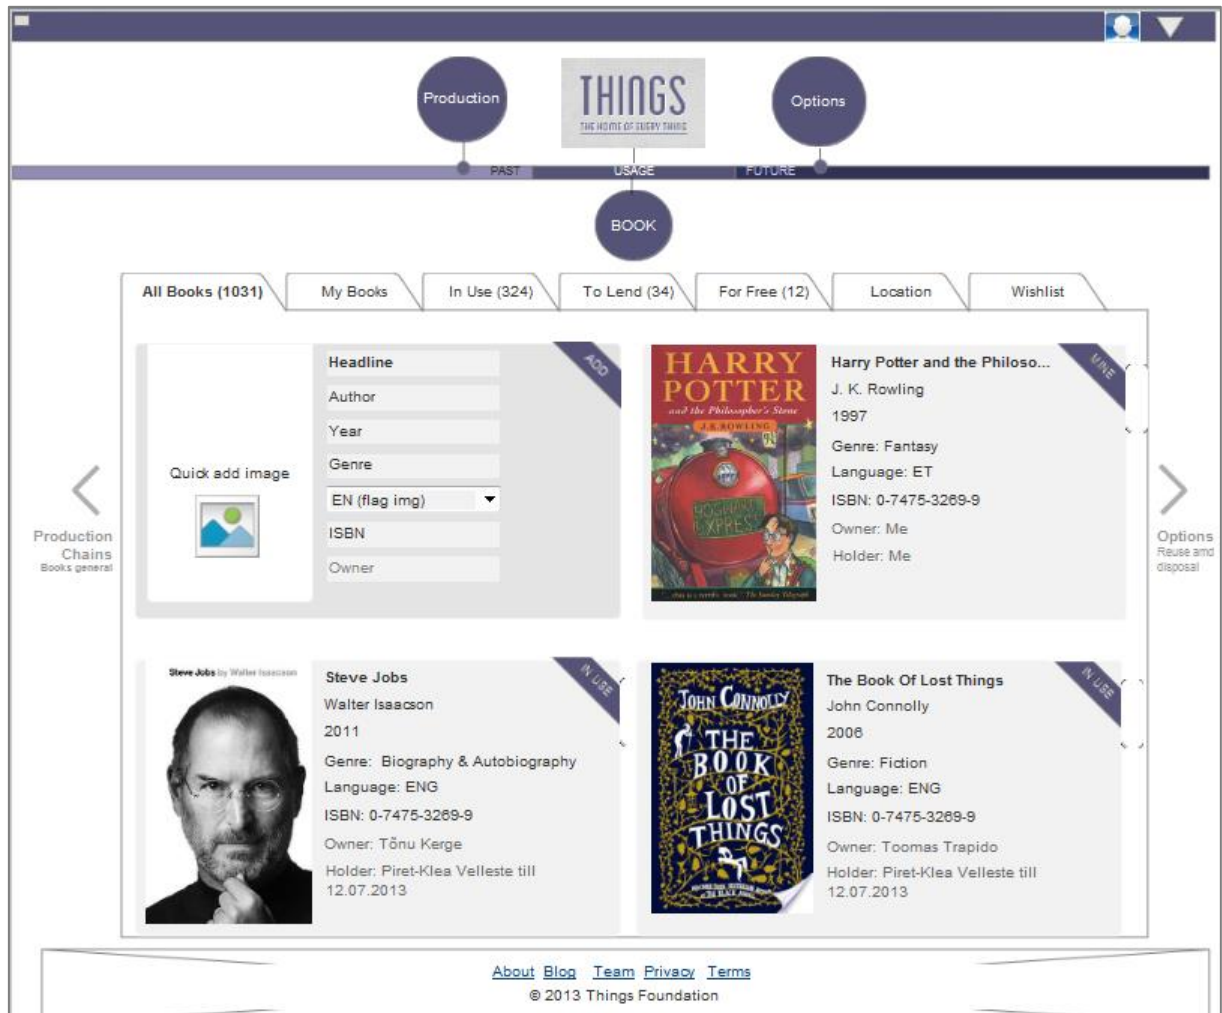 Production
THINGS
THE HOME OF EVERY THING
Options
PAST
USAGE
FUTURE
BOOK
All Books (1031)
My Books
In Use (324)
To Lend (34)
For Free (12)
Location
Wishlist
Quick add image
Headline
Author
Year
Genre
EN (flag img)
ISBN
Owner
ADD
HARRY
POTTER
and the Philosopher's Stone
J.K.ROWLING
HOGWARTS
EXPRESS
Harry Potter and the Philoso...
J. K. Rowling
1997
Genre: Fantasy
Language: ET
ISBN: 0-7475-3269-9
Owner: Me
Holder: Me
MINE
Production
Chains
Books general
Options
Reuse amd
disposal
Steve Jobs by Walter Isaacson
Steve Jobs
Walter Isaacson
2011
Genre: Biography & Autobiography
Language: ENG
ISBN: 0-7475-3269-9
Owner: Tõnu Kerge
Holder: Piret-Klea Velleste till
12.07.2013
IN USE
JOHN CONNOLLY
THE
BOOK
OF
LOST
THINGS
The Book Of Lost Things
John Connolly
2006
Genre: Fiction
Language: ENG
ISBN: 0-7475-3269-9
Owner: Toomas Trapido
Holder: Piret-Klea Velleste till
12.07.2013
IN USE
About Blog Team Privacy Terms
© 2013 Things Foundation